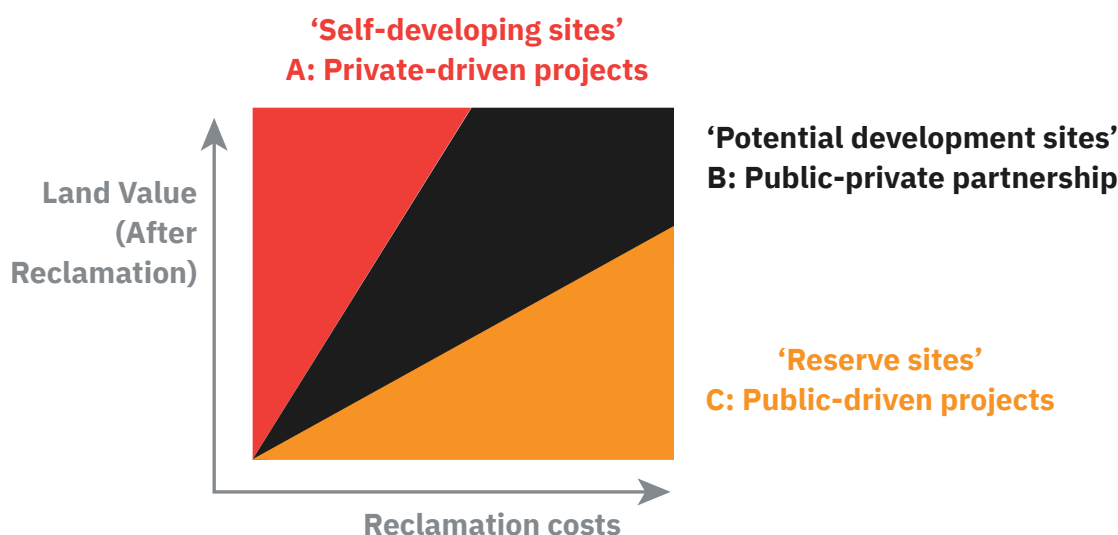 ‘Self-developing sites’
A: Private-driven projects
‘Potential development sites’
B: Public-private partnership
Land Value
(After
Reclamation)
‘Reserve sites’
C: Public-driven projects
Reclamation costs